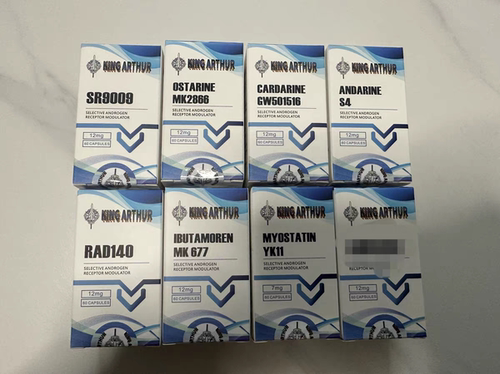 KING ARTHUR
SR9009
SELECTIVE ANDROGEN
RECEPTOR MODULATOR
12mg
60 CAPSULES
KING ARTHUR
OSTARINE
MK2866
SELECTIVE ANDROGEN
RECEPTOR MODULATOR
12mg
60 CAPSULES
KING ARTHUR
CARDARINE
GW501516
SELECTIVE ANDROGEN
RECEPTOR MODULATOR
12mg
60 CAPSULES
KING ARTHUR
ANDARINE
S4
SELECTIVE ANDROGEN
RECEPTOR MODULATOR
12mg
60 CAPSULES
KING ARTHUR
RAD140
SELECTIVE ANDROGEN
RECEPTOR MODULATOR
12mg
60 CAPSULES
KING ARTHUR
IBUTAMOREN
MK 677
SELECTIVE ANDROGEN
RECEPTOR MODULATOR
12mg
60 CAPSULES
KING ARTHUR
MYOSTATIN
YK11
SELECTIVE ANDROGEN
RECEPTOR MODULATOR
7mg
60 CAPSULES
KING ARTHUR
12mg
60 CAPSULES